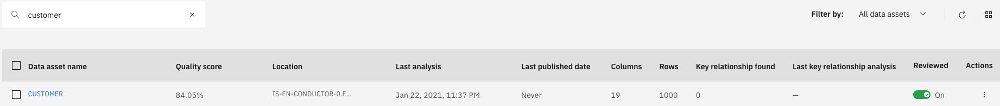 customer
Filter by: All data assets
Data asset name Quality score Location Last analysis Last published date Columns Rows Key relationship found Last key relationship analysis Reviewed Actions
CUSTOMER 84.05% IS-EN-CONDUCTOR-0.E... Jan 22, 2021, 11:37 PM Never 19 1000 0 — On